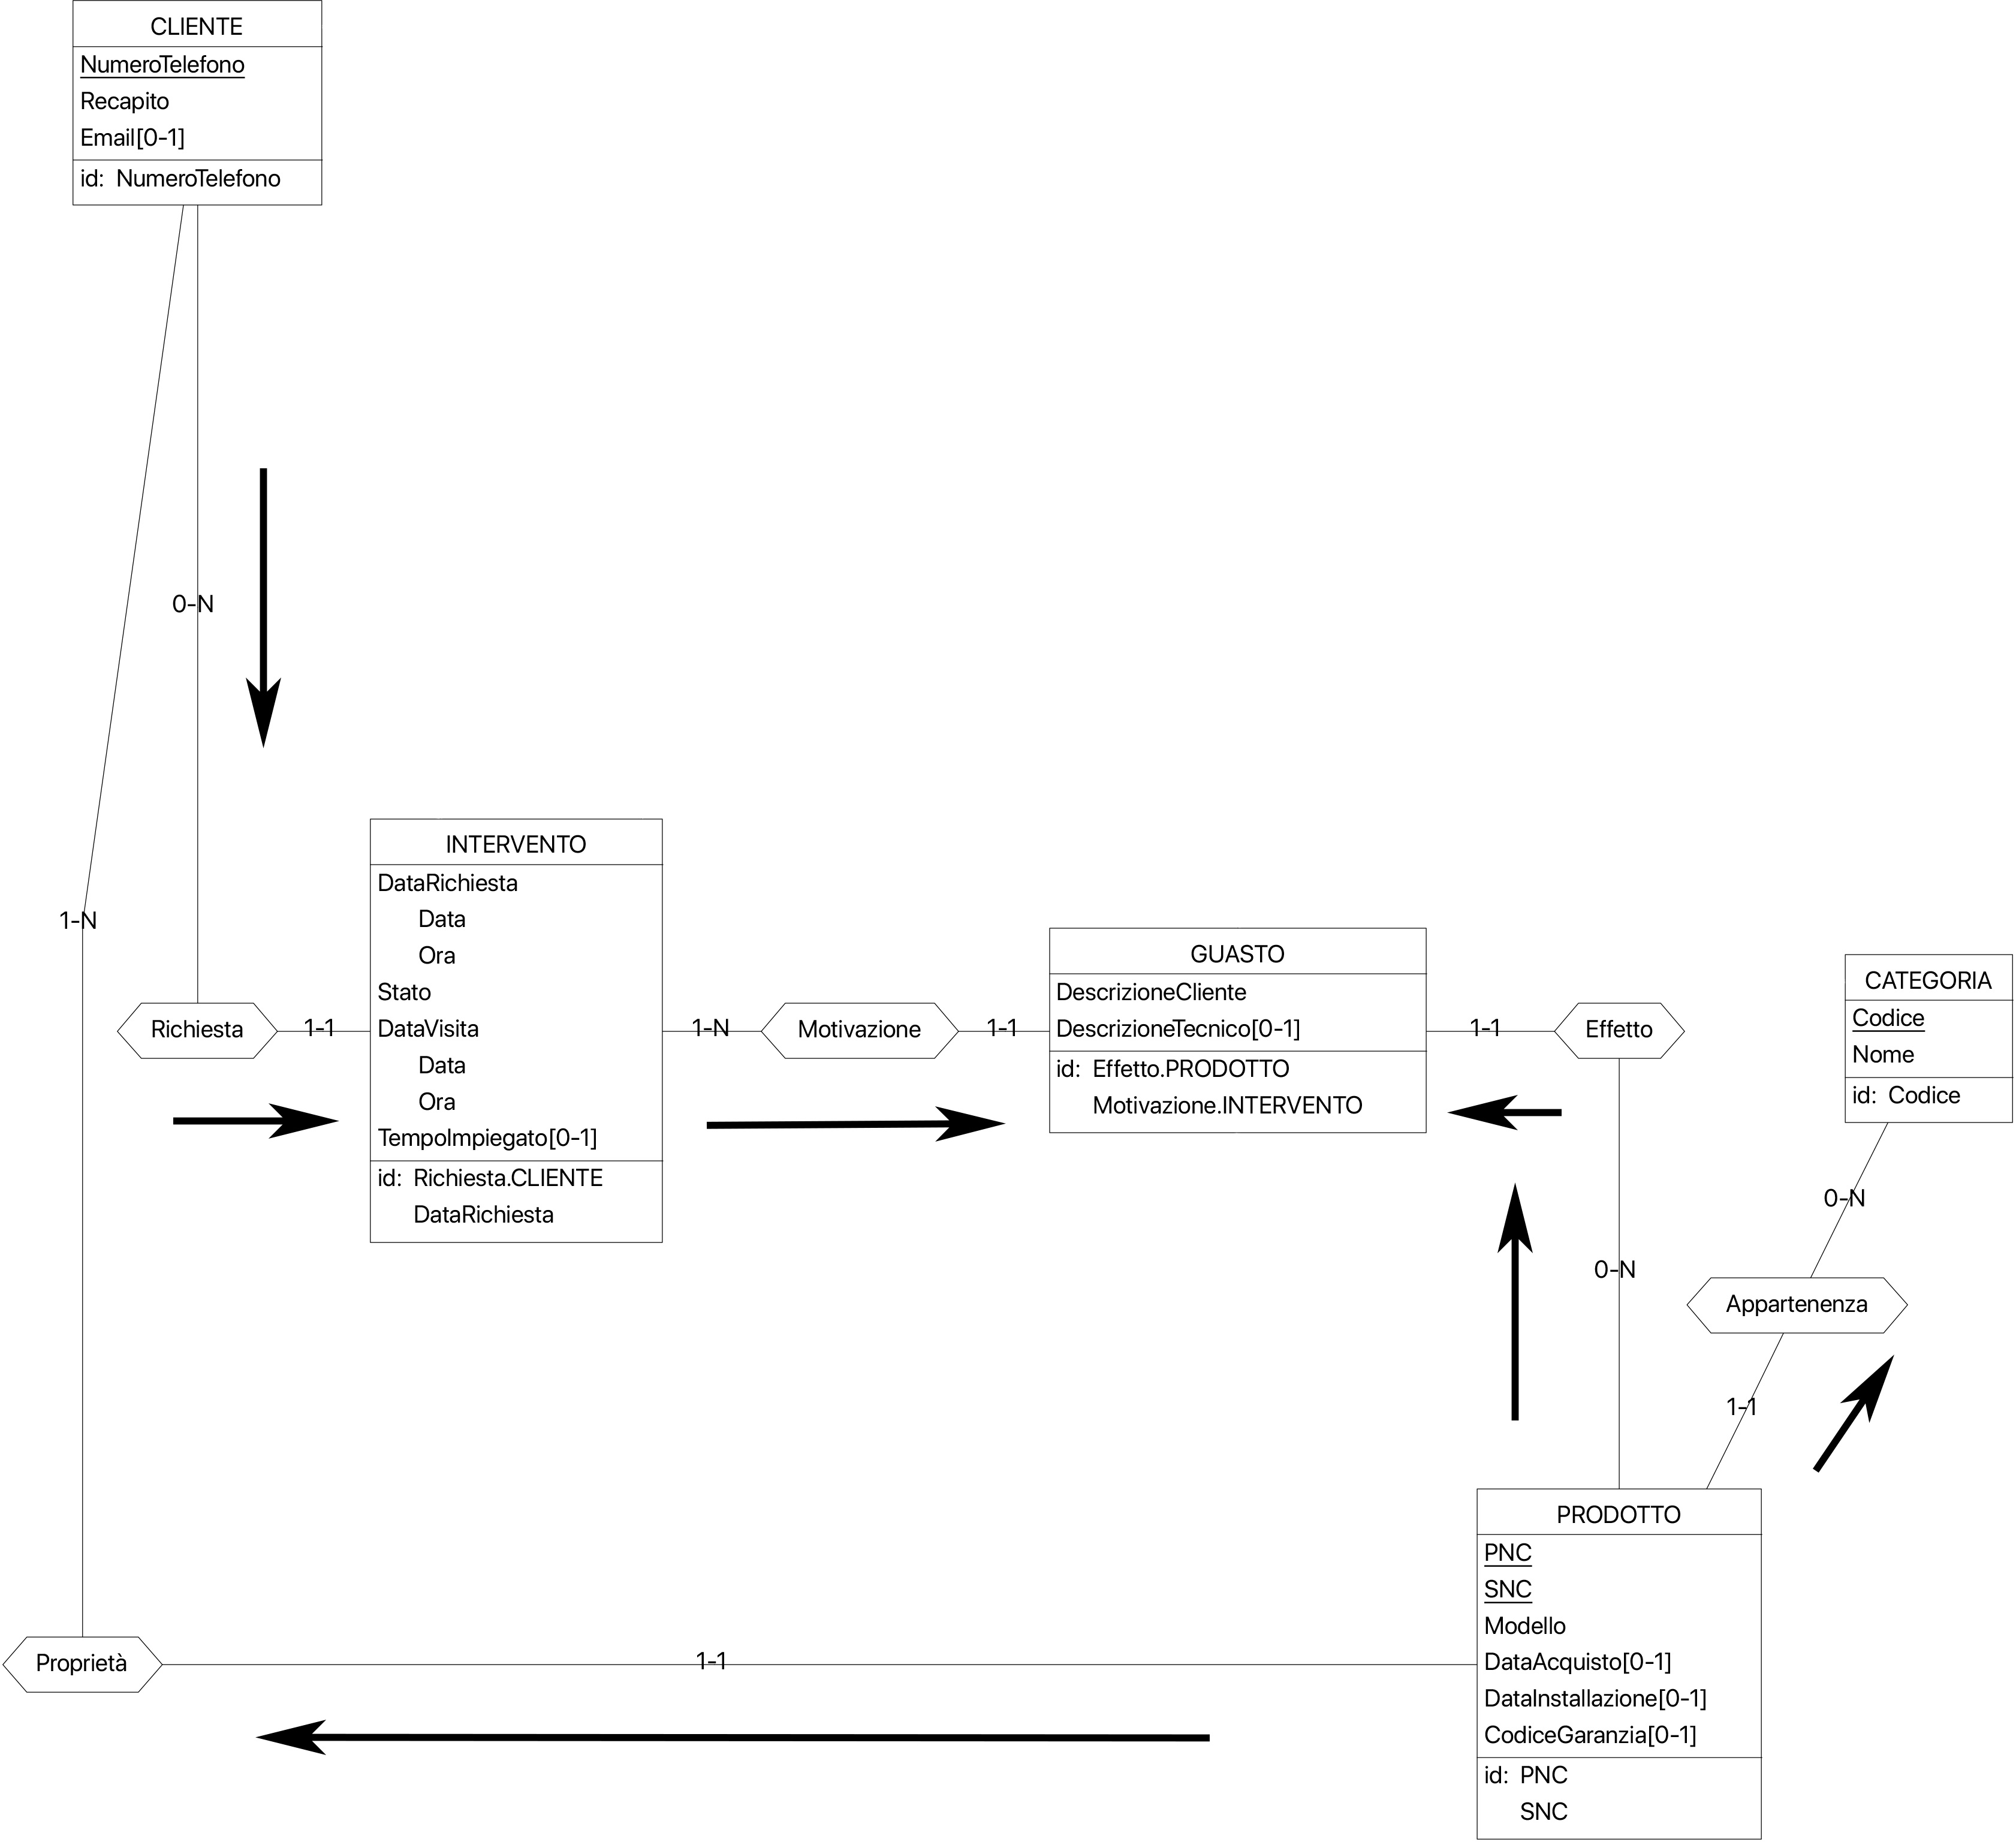 CLIENTE
NumeroTelefono
Recapito
Email[0-1]
id: NumeroTelefono
0-N
1-N
Richiesta
1-1
INTERVENTO
DataRichiesta
Data
Ora
Stato
DataVisita
Data
Ora
TempoImpiegato[0-1]
id: Richiesta.CLIENTE
DataRichiesta
1-N
Motivazione
1-1
GUASTO
DescrizioneCliente
DescrizioneTecnico[0-1]
id: Effetto.PRODOTTO
Motivazione.INTERVENTO
1-1
Effetto
0-N
CATEGORIA
Codice
Nome
id: Codice
0-N
Appartenenza
1-1
PRODOTTO
PNC
SNC
Modello
DataAcquisto[0-1]
DataInstallazione[0-1]
CodiceGaranzia[0-1]
id: PNC
SNC
Proprietà
1-1